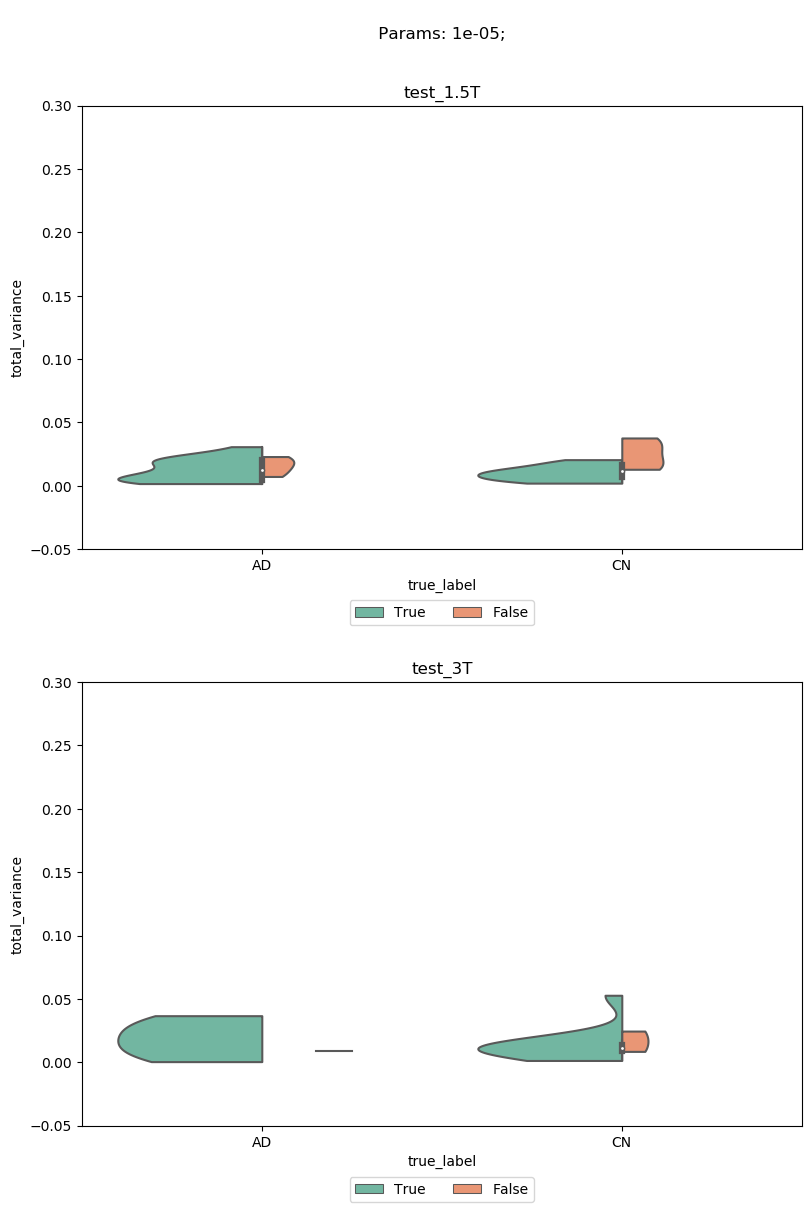 Params: 1e-05;
test_1.5T
0.30
0.25
0.20
0.15
0.10
0.05
0.00
−0.05
total_variance
AD CN
true_label
True False
test_3T
0.30
0.25
0.20
0.15
0.10
0.05
0.00
−0.05
total_variance
AD CN
true_label
True False